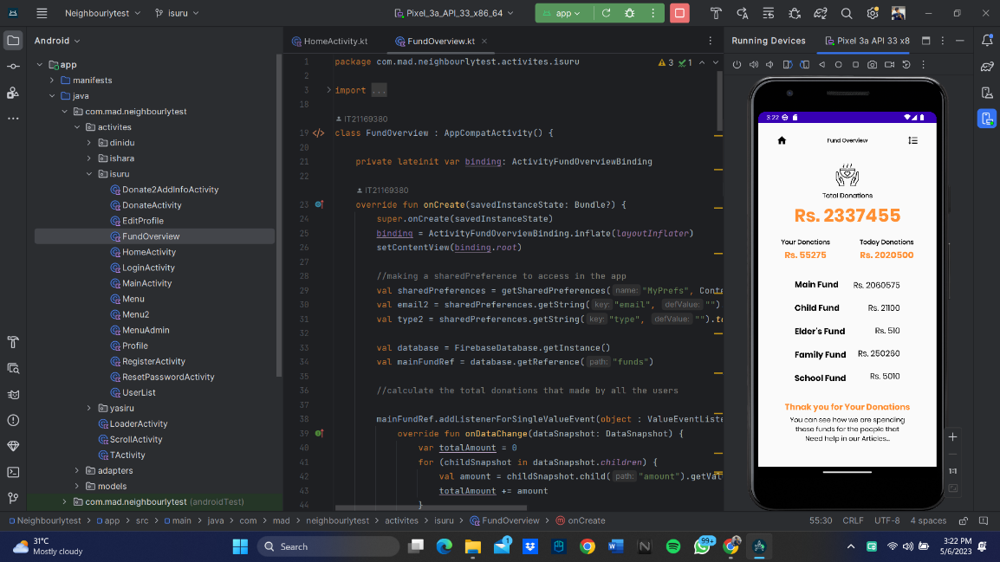 Neighbourlytest
isuru
Pixel_3a_API_33_x86_64
app
Android
HomeActivity.kt
FundOverview.kt
Running Devices
Pixel 3a API 33 x8
app
manifests
java
com.mad.neighbourlytest
activites
dinidu
ishara
isuru
Donate2AddInfoActivity
DonateActivity
EditProfile
FundOverview
HomeActivity
LoginActivity
MainActivity
Menu
Menu2
MenuAdmin
Profile
RegisterActivity
ResetPasswordActivity
UserList
yasiru
LoaderActivity
ScrollActivity
TActivity
adapters
models
com.mad.neighbourlytest (androidTest)
3
1
1 package com.mad.neighbourlytest.activites.isuru
2
3 import ...
18
IT21169380
19 class FundOverview : AppCompatActivity() {
20
21 private lateinit var binding: ActivityFundOverviewBinding
22
IT21169380
23 override fun onCreate(savedInstanceState: Bundle?) {
24 super.onCreate(savedInstanceState)
25 binding = ActivityFundOverviewBinding.inflate(layoutInflater)
26 setContentView(binding.root)
27
28 //making a sharedPreference to access in the app
29 val sharedPreferences = getSharedPreferences( name: "MyPrefs", Conte
30 val email2 = sharedPreferences.getString( key: "email", defValue: "")
31 val type2 = sharedPreferences.getString( key: "type", defValue: "").to
32
33 val database = FirebaseDatabase.getInstance()
34 val mainFundRef = database.getReference( path: "funds")
35
36 //calculate the total donations that made by all the users
37
38 mainFundRef.addListenerForSingleValueEvent(object : ValueEventListe
39 override fun onDataChange(dataSnapshot: DataSnapshot) {
40 var totalAmount = 0
41 for (childSnapshot in dataSnapshot.children) {
42 val amount = childSnapshot.child( path: "amount").getVal
43 totalAmount += amount
44 }
3:22
Fund Overview
Total Donations
Rs. 2337455
Your Donations
Today Donations
Rs. 55275
Rs. 2020500
Main Fund Rs. 2060575
Child Fund Rs. 21100
Elder's Fund Rs. 510
Family Fund Rs. 250260
School Fund Rs. 5010
Thnak you for Your Donations
You can see how we are spending
these funds for the people that
Need help in our Articles...
1:1
Neighbourlytest > app > src > main > java > com > mad > neighbourlytest > activites > isuru > FundOverview > onCreate
55:30 CRLF UTF-8 4 spaces
31°C
Mostly cloudy
Search
1
99+
3:22 PM
5/6/2023